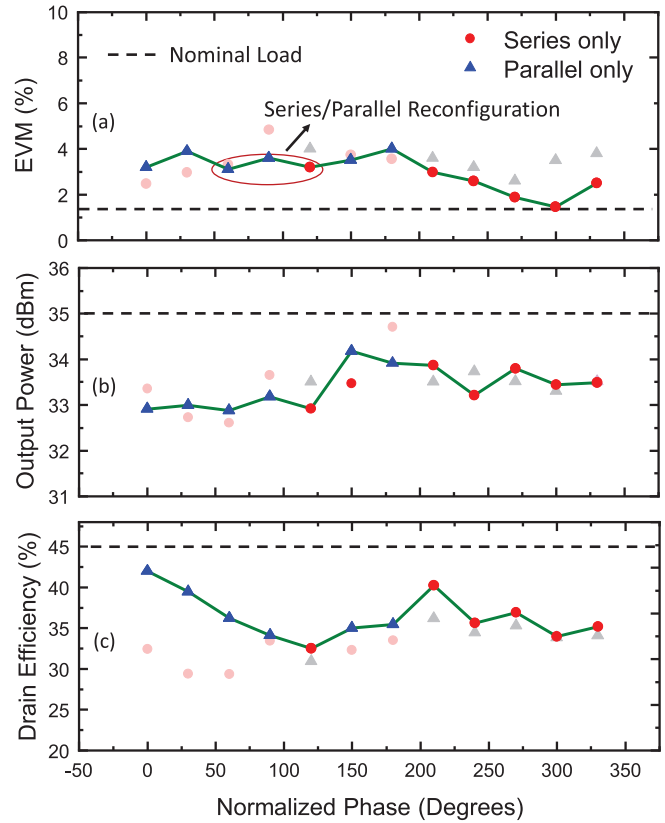 10
8
6
4
2
0
EVM (%)
Nominal Load
Series only
Parallel only
Series/Parallel Reconfiguration
(a)
36
35
34
33
32
31
Output Power (dBm)
(b)
45
40
35
30
25
20
Drain Efficiency (%)
(c)
-50 0 50 100 150 200 250 300 350
Normalized Phase (Degrees)